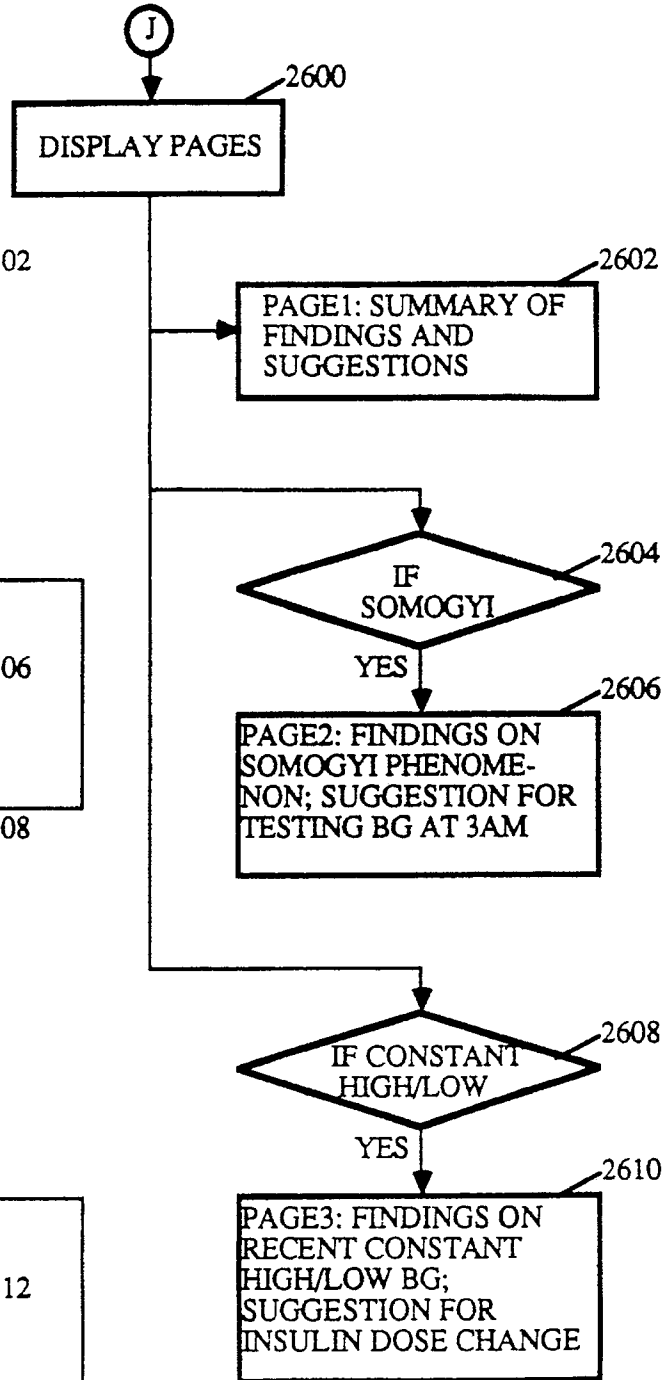 J
2600
DISPLAY PAGES
02
2602
PAGE1: SUMMARY OF
FINDINGS AND
SUGGESTIONS
2604
IF
SOMOGYI
06
YES
2606
PAGE2: FINDINGS ON
SOMOGYI PHENOME-
NON; SUGGESTION FOR
TESTING BG AT 3AM
08
2608
IF CONSTANT
HIGH/LOW
YES
2610
PAGE3: FINDINGS ON
RECENT CONSTANT
HIGH/LOW BG;
SUGGESTION FOR
INSULIN DOSE CHANGE
12